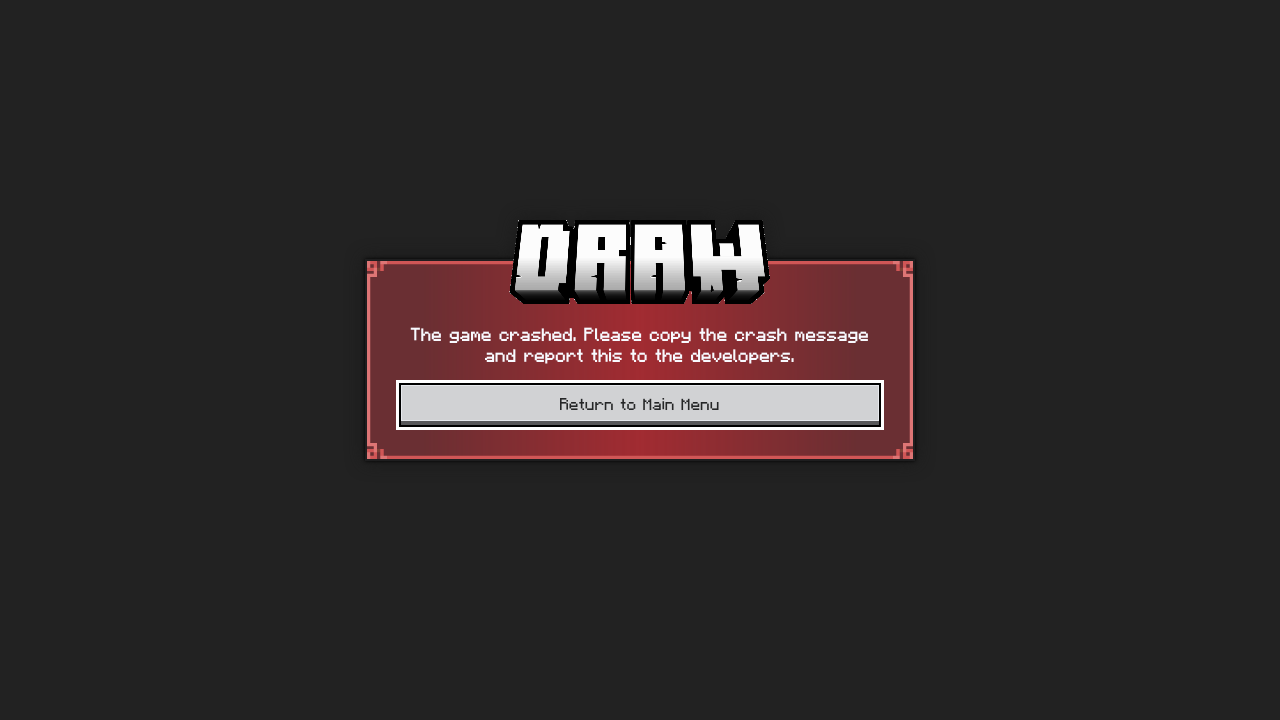 DRAW
The game crashed. Please copy the crash message
and report this to the developers.
Return to Main Menu